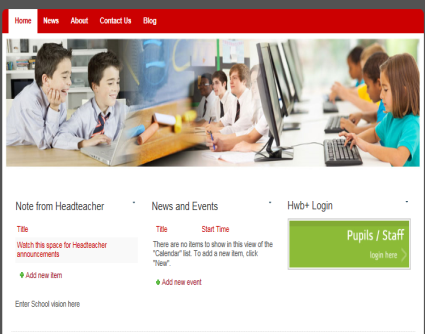 Home News About Contact Us Blog
Note from Headteacher
Title
Watch this space for Headteacher
announcements
Add new item
Enter School vision here
News and Events
Title Start Time
There are no items to show in this view of the
"Calendar" list. To add a new item, click
"New".
Add new event
Hwb+ Login
Pupils / Staff
login here